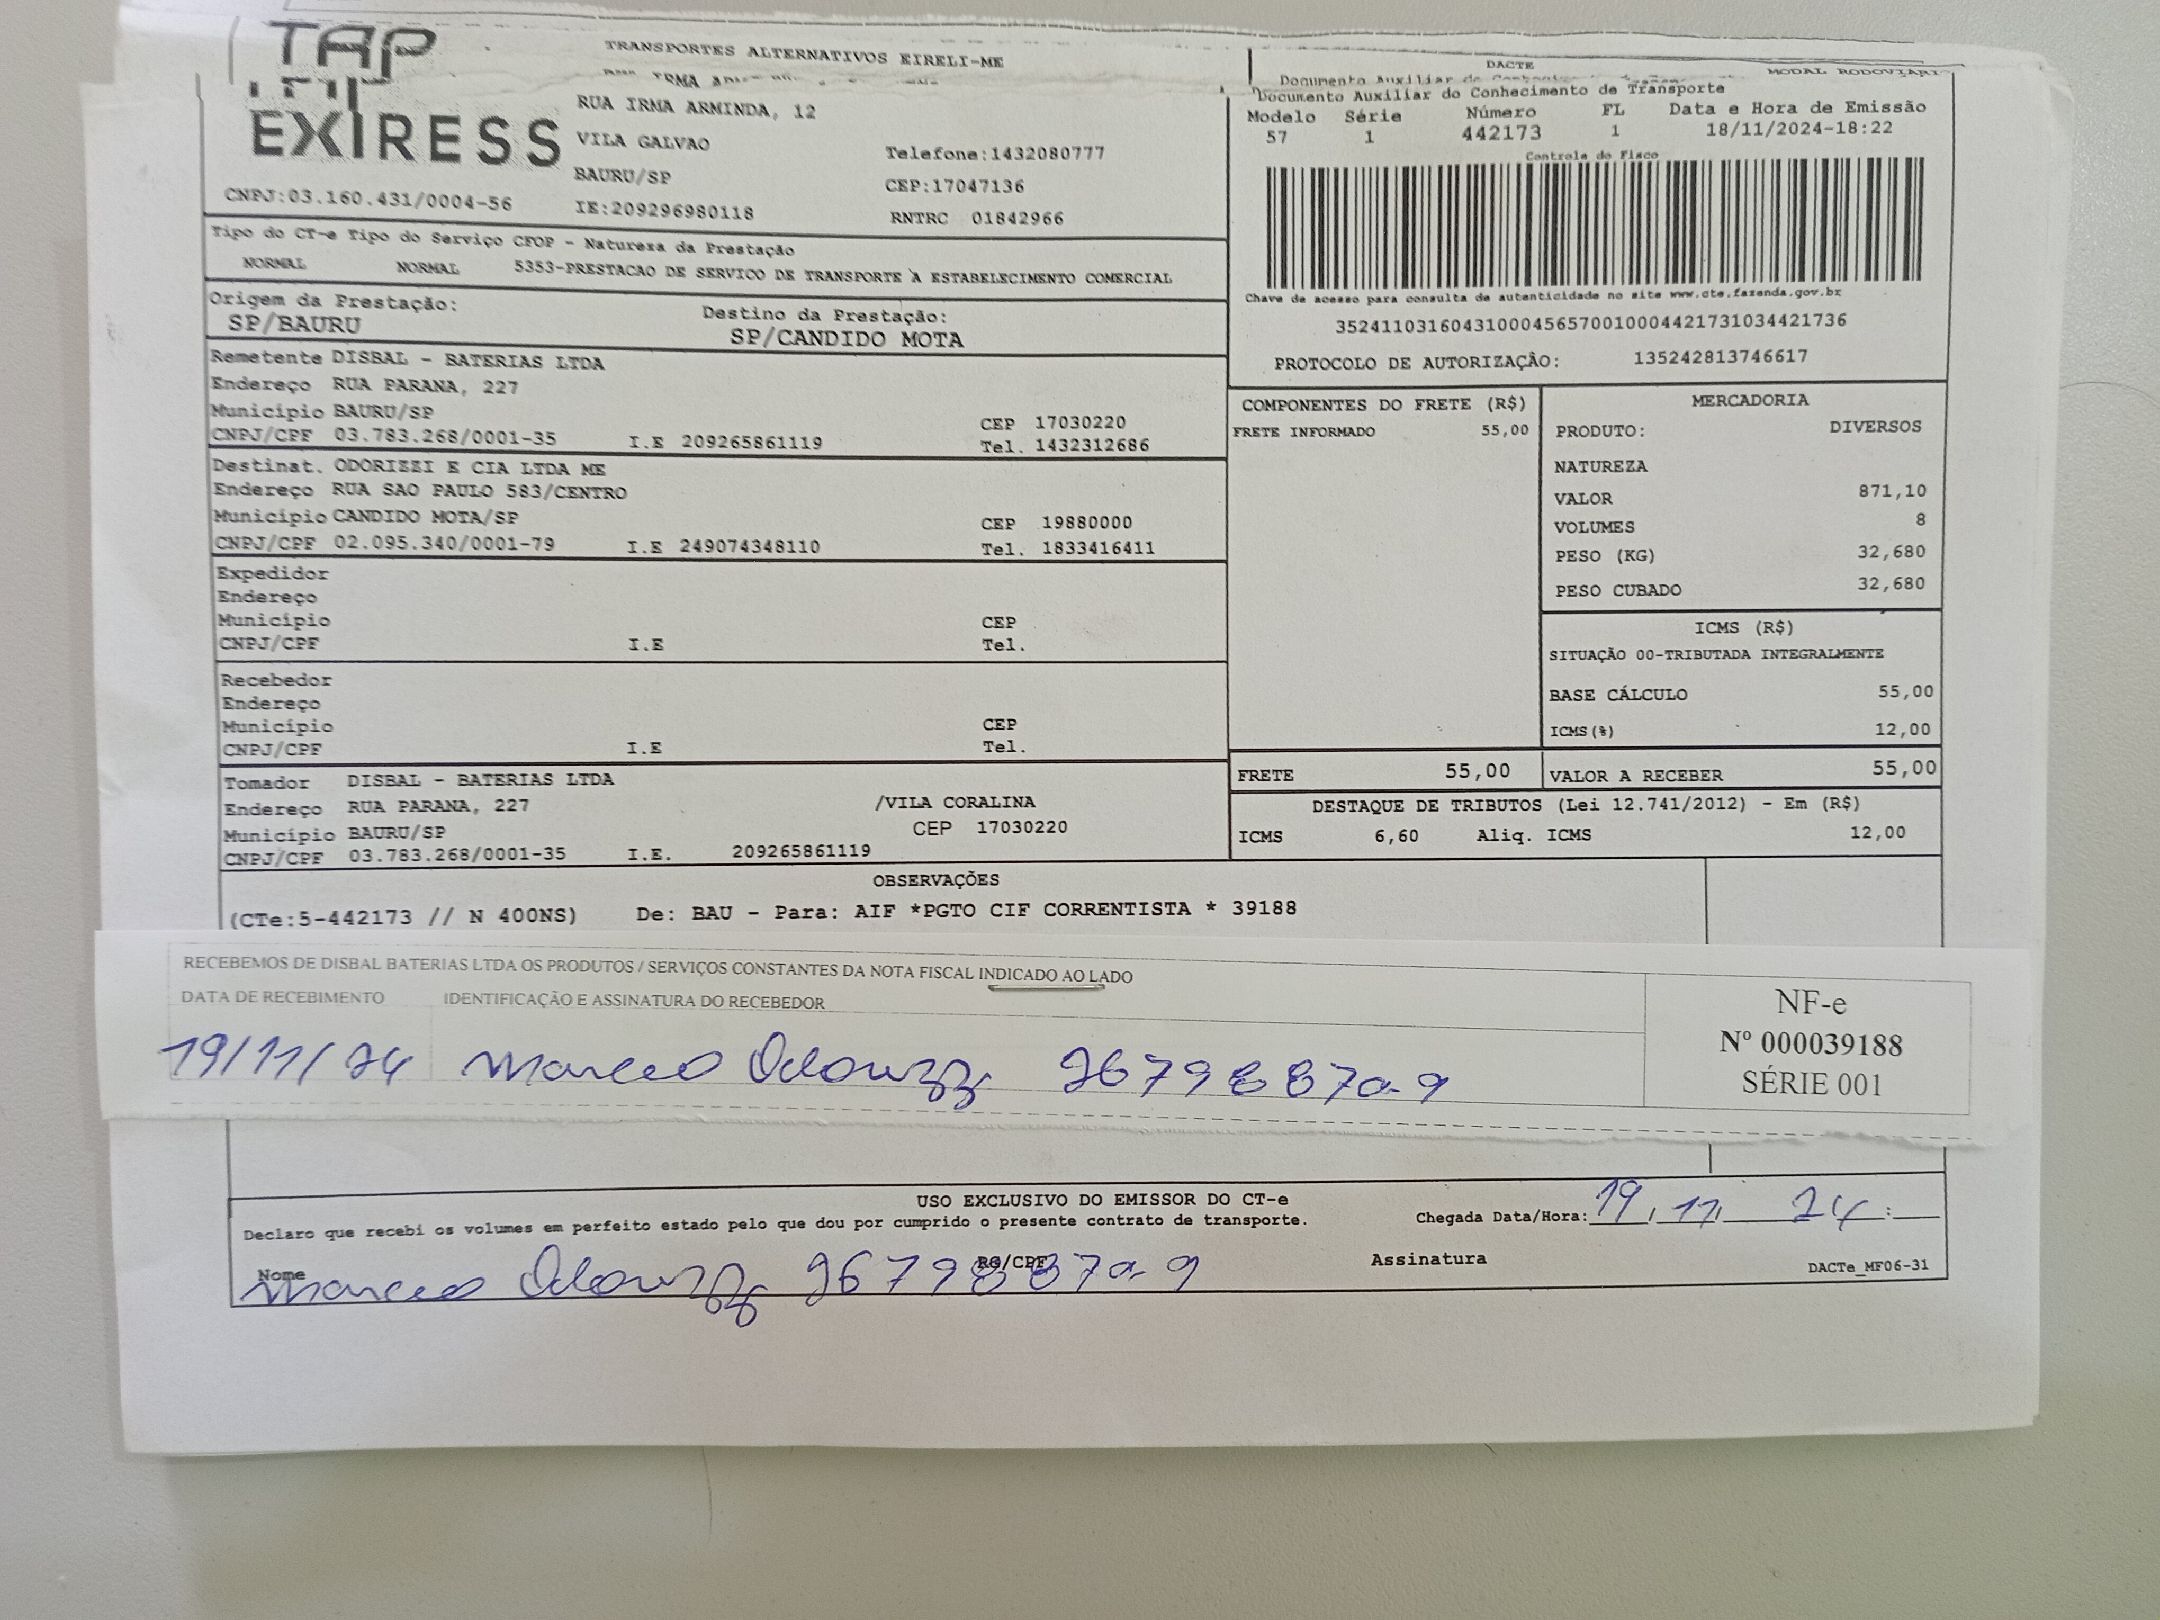 TAP
EXIRESS
CNPJ:03.160.431/0004-56
TRANSPORTES ALTERNATIVOS EIRELI-ME
RUA IRMA ARMINDA, 12
VILA GALVAO
Telefone:1432080777
BAURU/SP
CEP:17047136
IE:209296980118
RNTRC 01842966
DACTE
MODAL RODOVIARI
Documento Auxiliar do Conhecimento de Transporte
Modelo Série Número FL Data e Hora de Emissão
57 1 442173 1 18/11/2024-18:22
Controle do Fisco
Chave de acesso para consulta de autenticidade no site www.cte.fazenda.gov.br
35241103160431000456570010004421731034421736
PROTOCOLO DE AUTORIZAÇÃO: 135242813746617
Tipo do CT-e Tipo do Serviço CFOP - Natureza da Prestação
NORMAL NORMAL 5353-PRESTACAO DE SERVICO DE TRANSPORTE A ESTABELECIMENTO COMERCIAL
Origem da Prestação: Destino da Prestação:
SP/BAURU SP/CANDIDO MOTA
Remetente DISBAL - BATERIAS LTDA
Endereço RUA PARANA, 227
Município BAURU/SP CEP 17030220
CNPJ/CPF 03.783.268/0001-35 I.E 209265861119 Tel. 1432312686
Destinat. ODORIZZI E CIA LTDA ME
Endereço RUA SAO PAULO 583/CENTRO
Município CANDIDO MOTA/SP CEP 19880000
CNPJ/CPF 02.095.340/0001-79 I.E 249074348110 Tel. 1833416411
Expedidor
Endereço
Município CEP
CNPJ/CPF I.E Tel.
Recebedor
Endereço
Município CEP
CNPJ/CPF I.E Tel.
Tomador DISBAL - BATERIAS LTDA
Endereço RUA PARANA, 227 /VILA CORALINA
Município BAURU/SP CEP 17030220
CNPJ/CPF 03.783.268/0001-35 I.E. 209265861119
COMPONENTES DO FRETE (R$)
FRETE INFORMADO 55,00
MERCADORIA
PRODUTO: DIVERSOS
NATUREZA
VALOR 871,10
VOLUMES 8
PESO (KG) 32,680
PESO CUBADO 32,680
ICMS (R$)
SITUAÇÃO 00-TRIBUTADA INTEGRALMENTE
BASE CÁLCULO 55,00
ICMS(%) 12,00
FRETE 55,00 VALOR A RECEBER 55,00
DESTAQUE DE TRIBUTOS (Lei 12.741/2012) - Em (R$)
ICMS 6,60 Aliq. ICMS 12,00
OBSERVAÇÕES
(CTe:5-442173 // N 400NS) De: BAU - Para: AIF *PGTO CIF CORRENTISTA * 39188
RECEBEMOS DE DISBAL BATERIAS LTDA OS PRODUTOS / SERVIÇOS CONSTANTES DA NOTA FISCAL INDICADO AO LADO
DATA DE RECEBIMENTO IDENTIFICAÇÃO E ASSINATURA DO RECEBEDOR
19/11/24 Marcelo Odorizzi 26798870-9
NF-e
Nº 000039188
SÉRIE 001
USO EXCLUSIVO DO EMISSOR DO CT-e
Declaro que recebi os volumes em perfeito estado pelo que dou por cumprido o presente contrato de transporte.
Chegada Data/Hora: 19/11/ 24 :
Nome RG/CPF Assinatura
Marcelo Odorizzi 26798870-9
DACTe_MF06-31